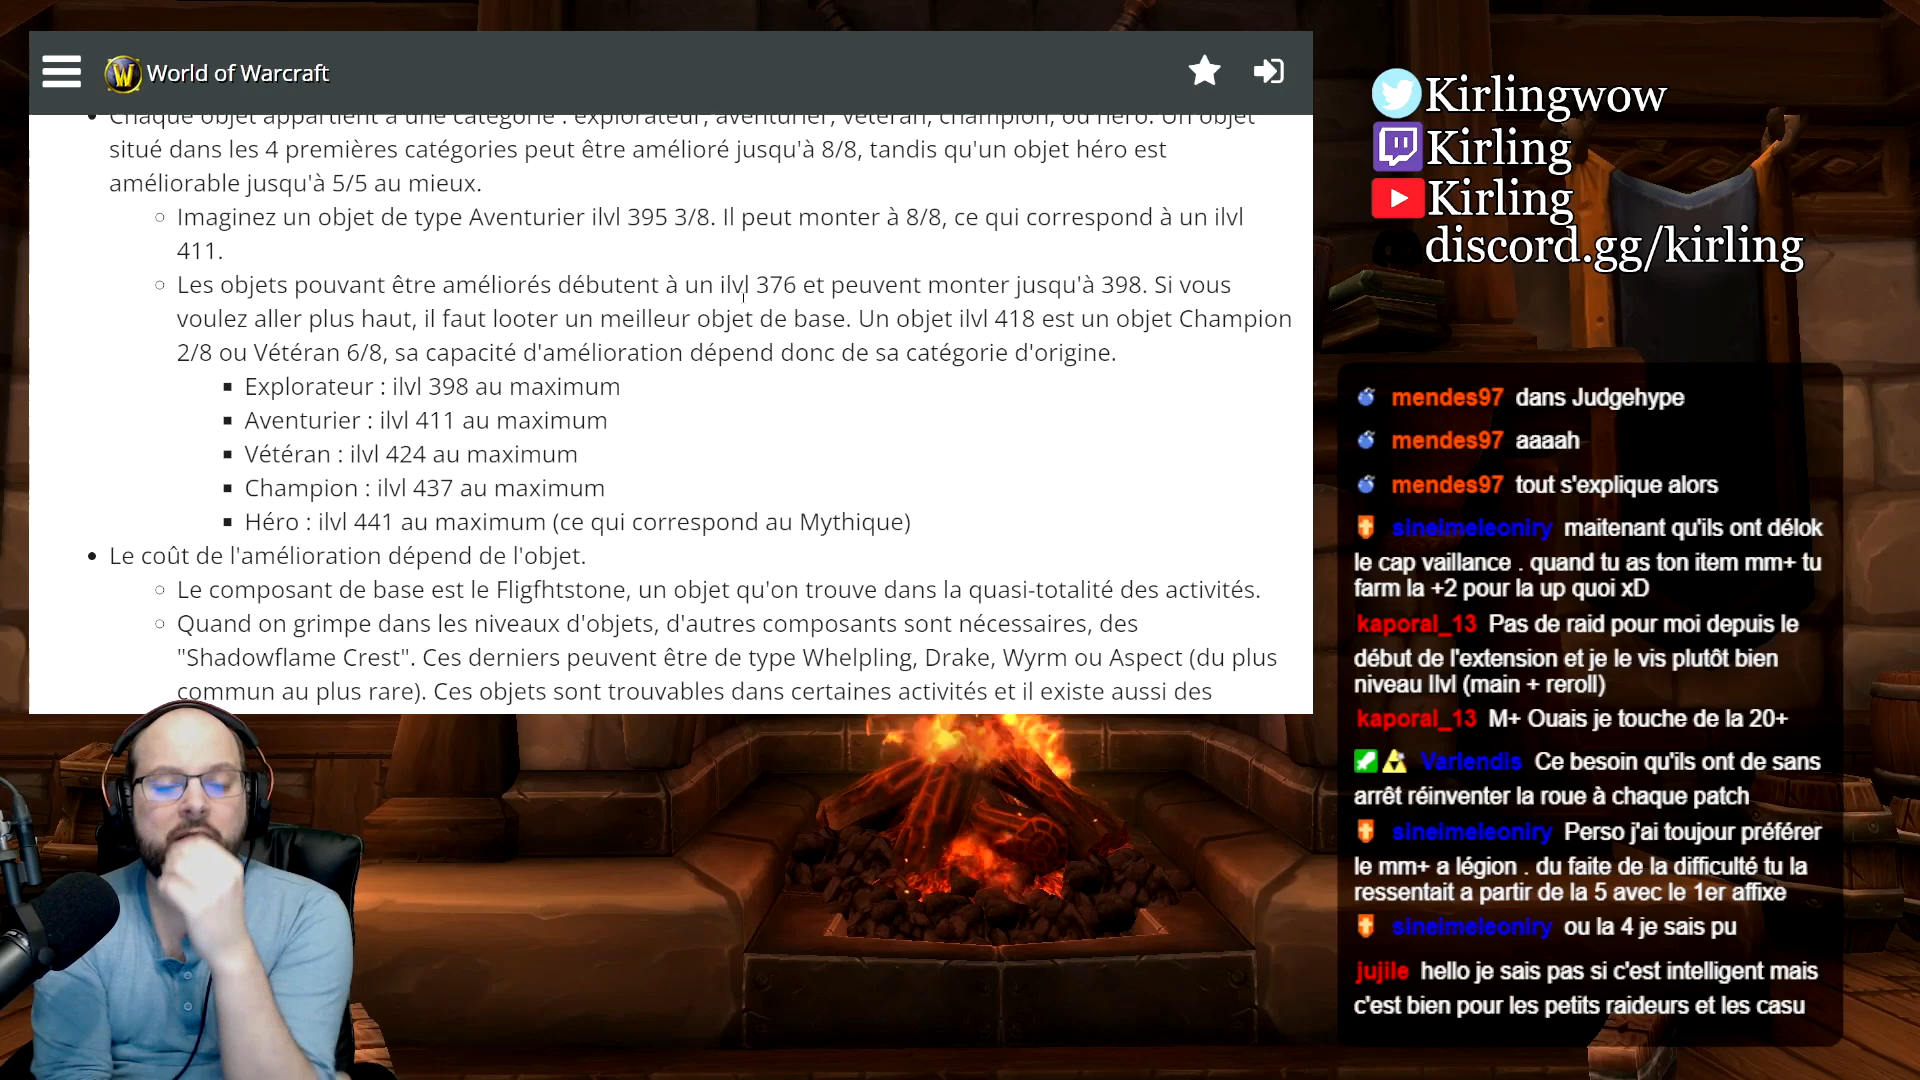 World of Warcraft
Chaque objet appartient à une catégorie : explorateur, aventurier, vétéran, champion, ou héro. Un objet
situé dans les 4 premières catégories peut être amélioré jusqu'à 8/8, tandis qu'un objet héro est
améliorable jusqu'à 5/5 au mieux.
Imaginez un objet de type Aventurier ilvl 395 3/8. Il peut monter à 8/8, ce qui correspond à un ilvl
411.
Les objets pouvant être améliorés débutent à un ilvl 376 et peuvent monter jusqu'à 398. Si vous
voulez aller plus haut, il faut looter un meilleur objet de base. Un objet ilvl 418 est un objet Champion
2/8 ou Vétéran 6/8, sa capacité d'amélioration dépend donc de sa catégorie d'origine.
Explorateur : ilvl 398 au maximum
Aventurier : ilvl 411 au maximum
Vétéran : ilvl 424 au maximum
Champion : ilvl 437 au maximum
Héro : ilvl 441 au maximum (ce qui correspond au Mythique)
Le coût de l'amélioration dépend de l'objet.
Le composant de base est le Fligfhtstone, un objet qu'on trouve dans la quasi-totalité des activités.
Quand on grimpe dans les niveaux d'objets, d'autres composants sont nécessaires, des
"Shadowflame Crest". Ces derniers peuvent être de type Whelpling, Drake, Wyrm ou Aspect (du plus
commun au plus rare). Ces objets sont trouvables dans certaines activités et il existe aussi des
Kirlingwow
Kirling
Kirling
discord.gg/kirling
mendes97 dans Judgehype
mendes97 aaaah
mendes97 tout s'explique alors
sineimeleoniry maitenant qu'ils ont délok
le cap vaillance . quand tu as ton item mm+ tu
farm la +2 pour la up quoi xD
kaporal_13 Pas de raid pour moi depuis le
début de l'extension et je le vis plutôt bien
niveau Ilvl (main + reroll)
kaporal_13 M+ Ouais je touche de la 20+
Varlendis Ce besoin qu'ils ont de sans
arrêt réinventer la roue à chaque patch
sineimeleoniry Perso j'ai toujour préférer
le mm+ a légion . du faite de la difficulté tu la
ressentait a partir de la 5 avec le 1er affixe
sineimeleoniry ou la 4 je sais pu
jujile hello je sais pas si c'est intelligent mais
c'est bien pour les petits raideurs et les casu